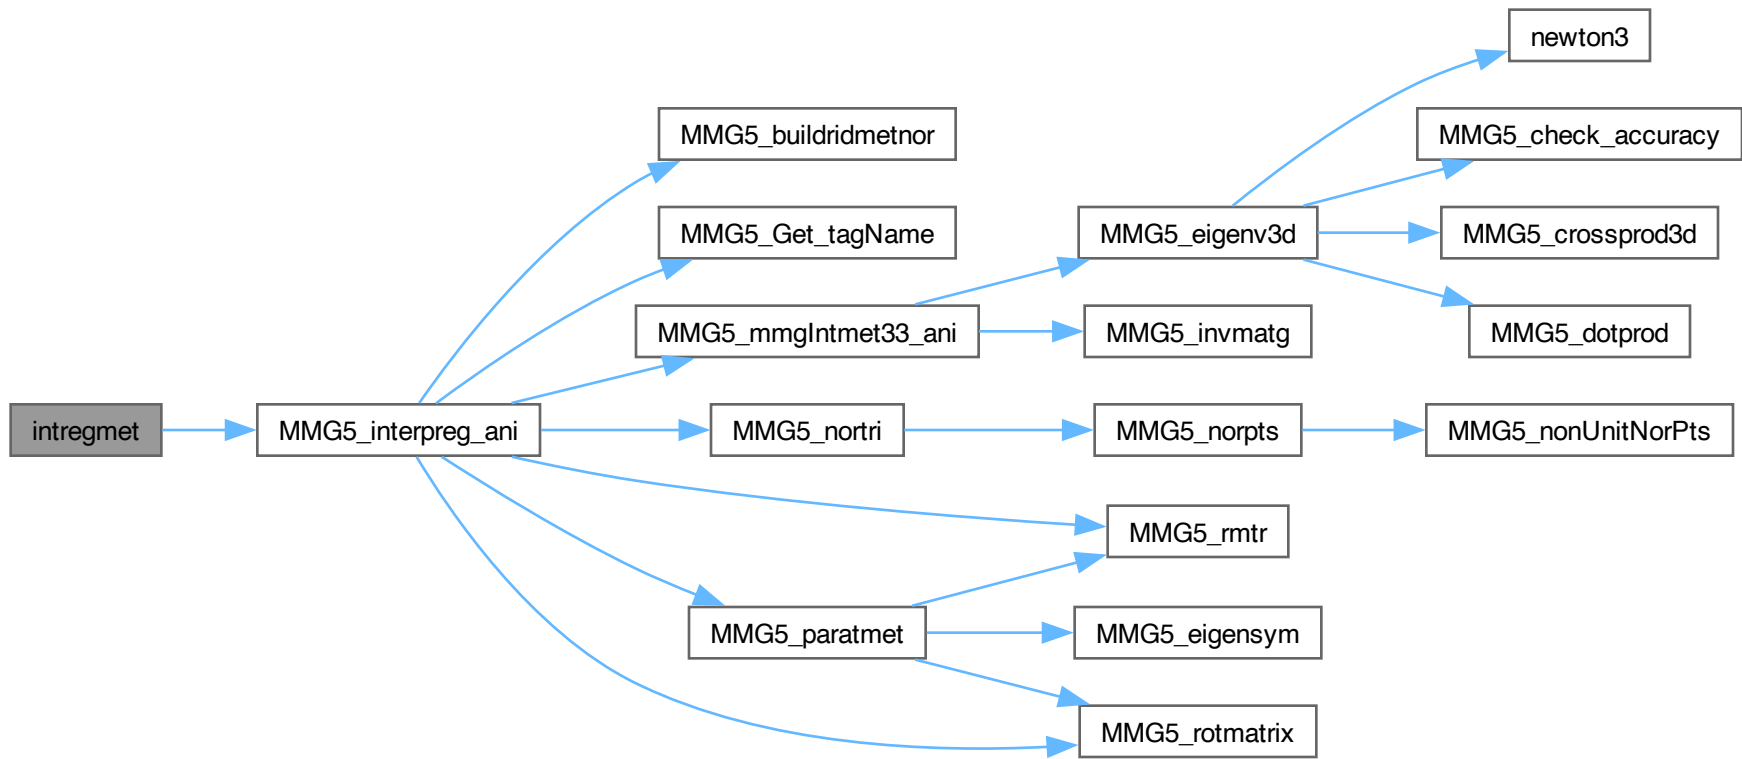 newton3
MMG5_buildridmetnor
MMG5_check_accuracy
MMG5_Get_tagName
MMG5_eigenv3d
MMG5_crossprod3d
MMG5_mmgIntmet33_ani
MMG5_invmatg
MMG5_dotprod
intregmet
MMG5_interpreg_ani
MMG5_nortri
MMG5_norpts
MMG5_nonUnitNorPts
MMG5_rmtr
MMG5_paratmet
MMG5_eigensym
MMG5_rotmatrix